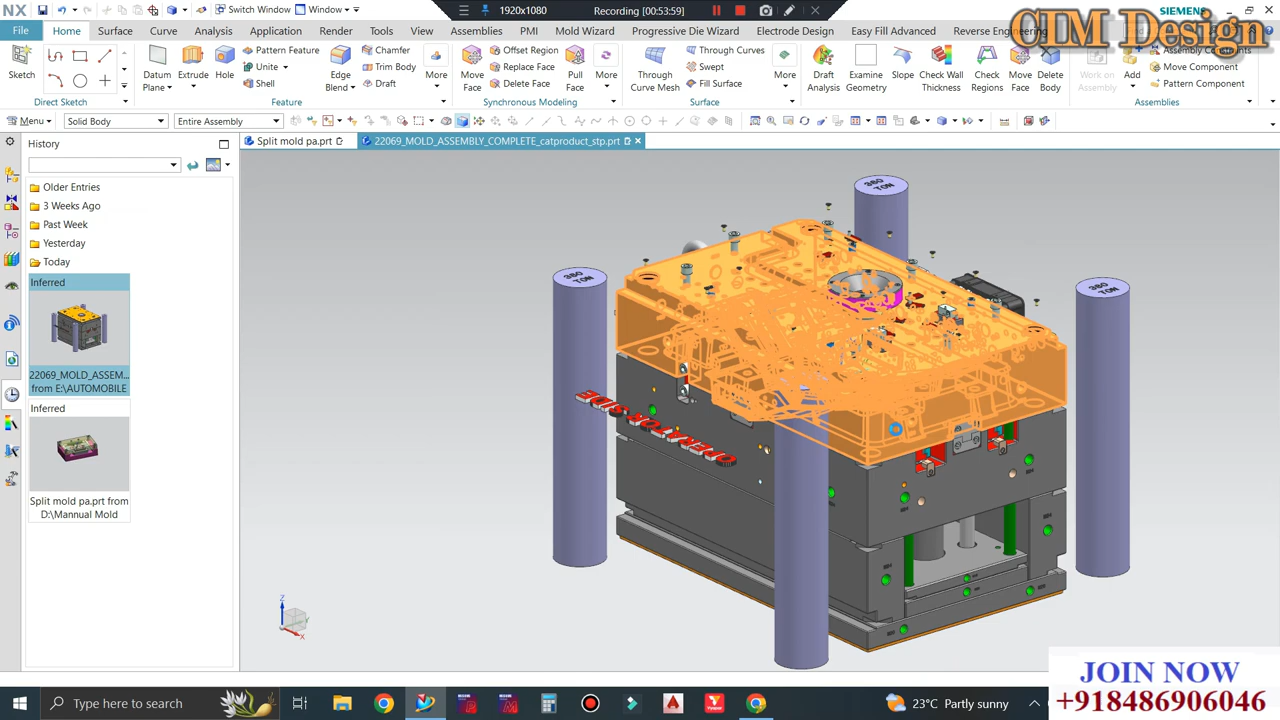 NX
Switch Window
Window
1920x1080
Recording [00:53:59]
SIEMENS
CIM Design
File
Home
Surface
Curve
Analysis
Application
Render
Tools
View
Assemblies
PMI
Mold Wizard
Progressive Die Wizard
Electrode Design
Easy Fill Advanced
Reverse Engineering
Sketch
Direct Sketch
Datum Plane
Extrude
Hole
Pattern Feature
Unite
Shell
Edge Blend
Chamfer
Trim Body
Draft
More
Feature
Move Face
Offset Region
Replace Face
Delete Face
Pull Face
More
Synchronous Modeling
Through Curve Mesh
Through Curves
Swept
Fill Surface
More
Surface
Draft Analysis
Examine Geometry
Slope
Check Wall Thickness
Check Regions
Move Face
Delete Body
Work on Assembly
Add
Assembly Constraints
Move Component
Pattern Component
Assemblies
Menu
Solid Body
Entire Assembly
History
Split mold pa.prt
22069_MOLD_ASSEMBLY_COMPLETE_catproduct_stp.prt
Older Entries
3 Weeks Ago
Past Week
Yesterday
Today
Inferred
22069_MOLD_ASSEM...
from E:\AUTOMOBILE
Inferred
Split mold pa.prt from
D:\Mannual Mold
380
TON
380
TON
380
TON
OPERATOR SIDE
Z
Y
X
JOIN NOW
+918486906046
Type here to search
23°C Partly sunny